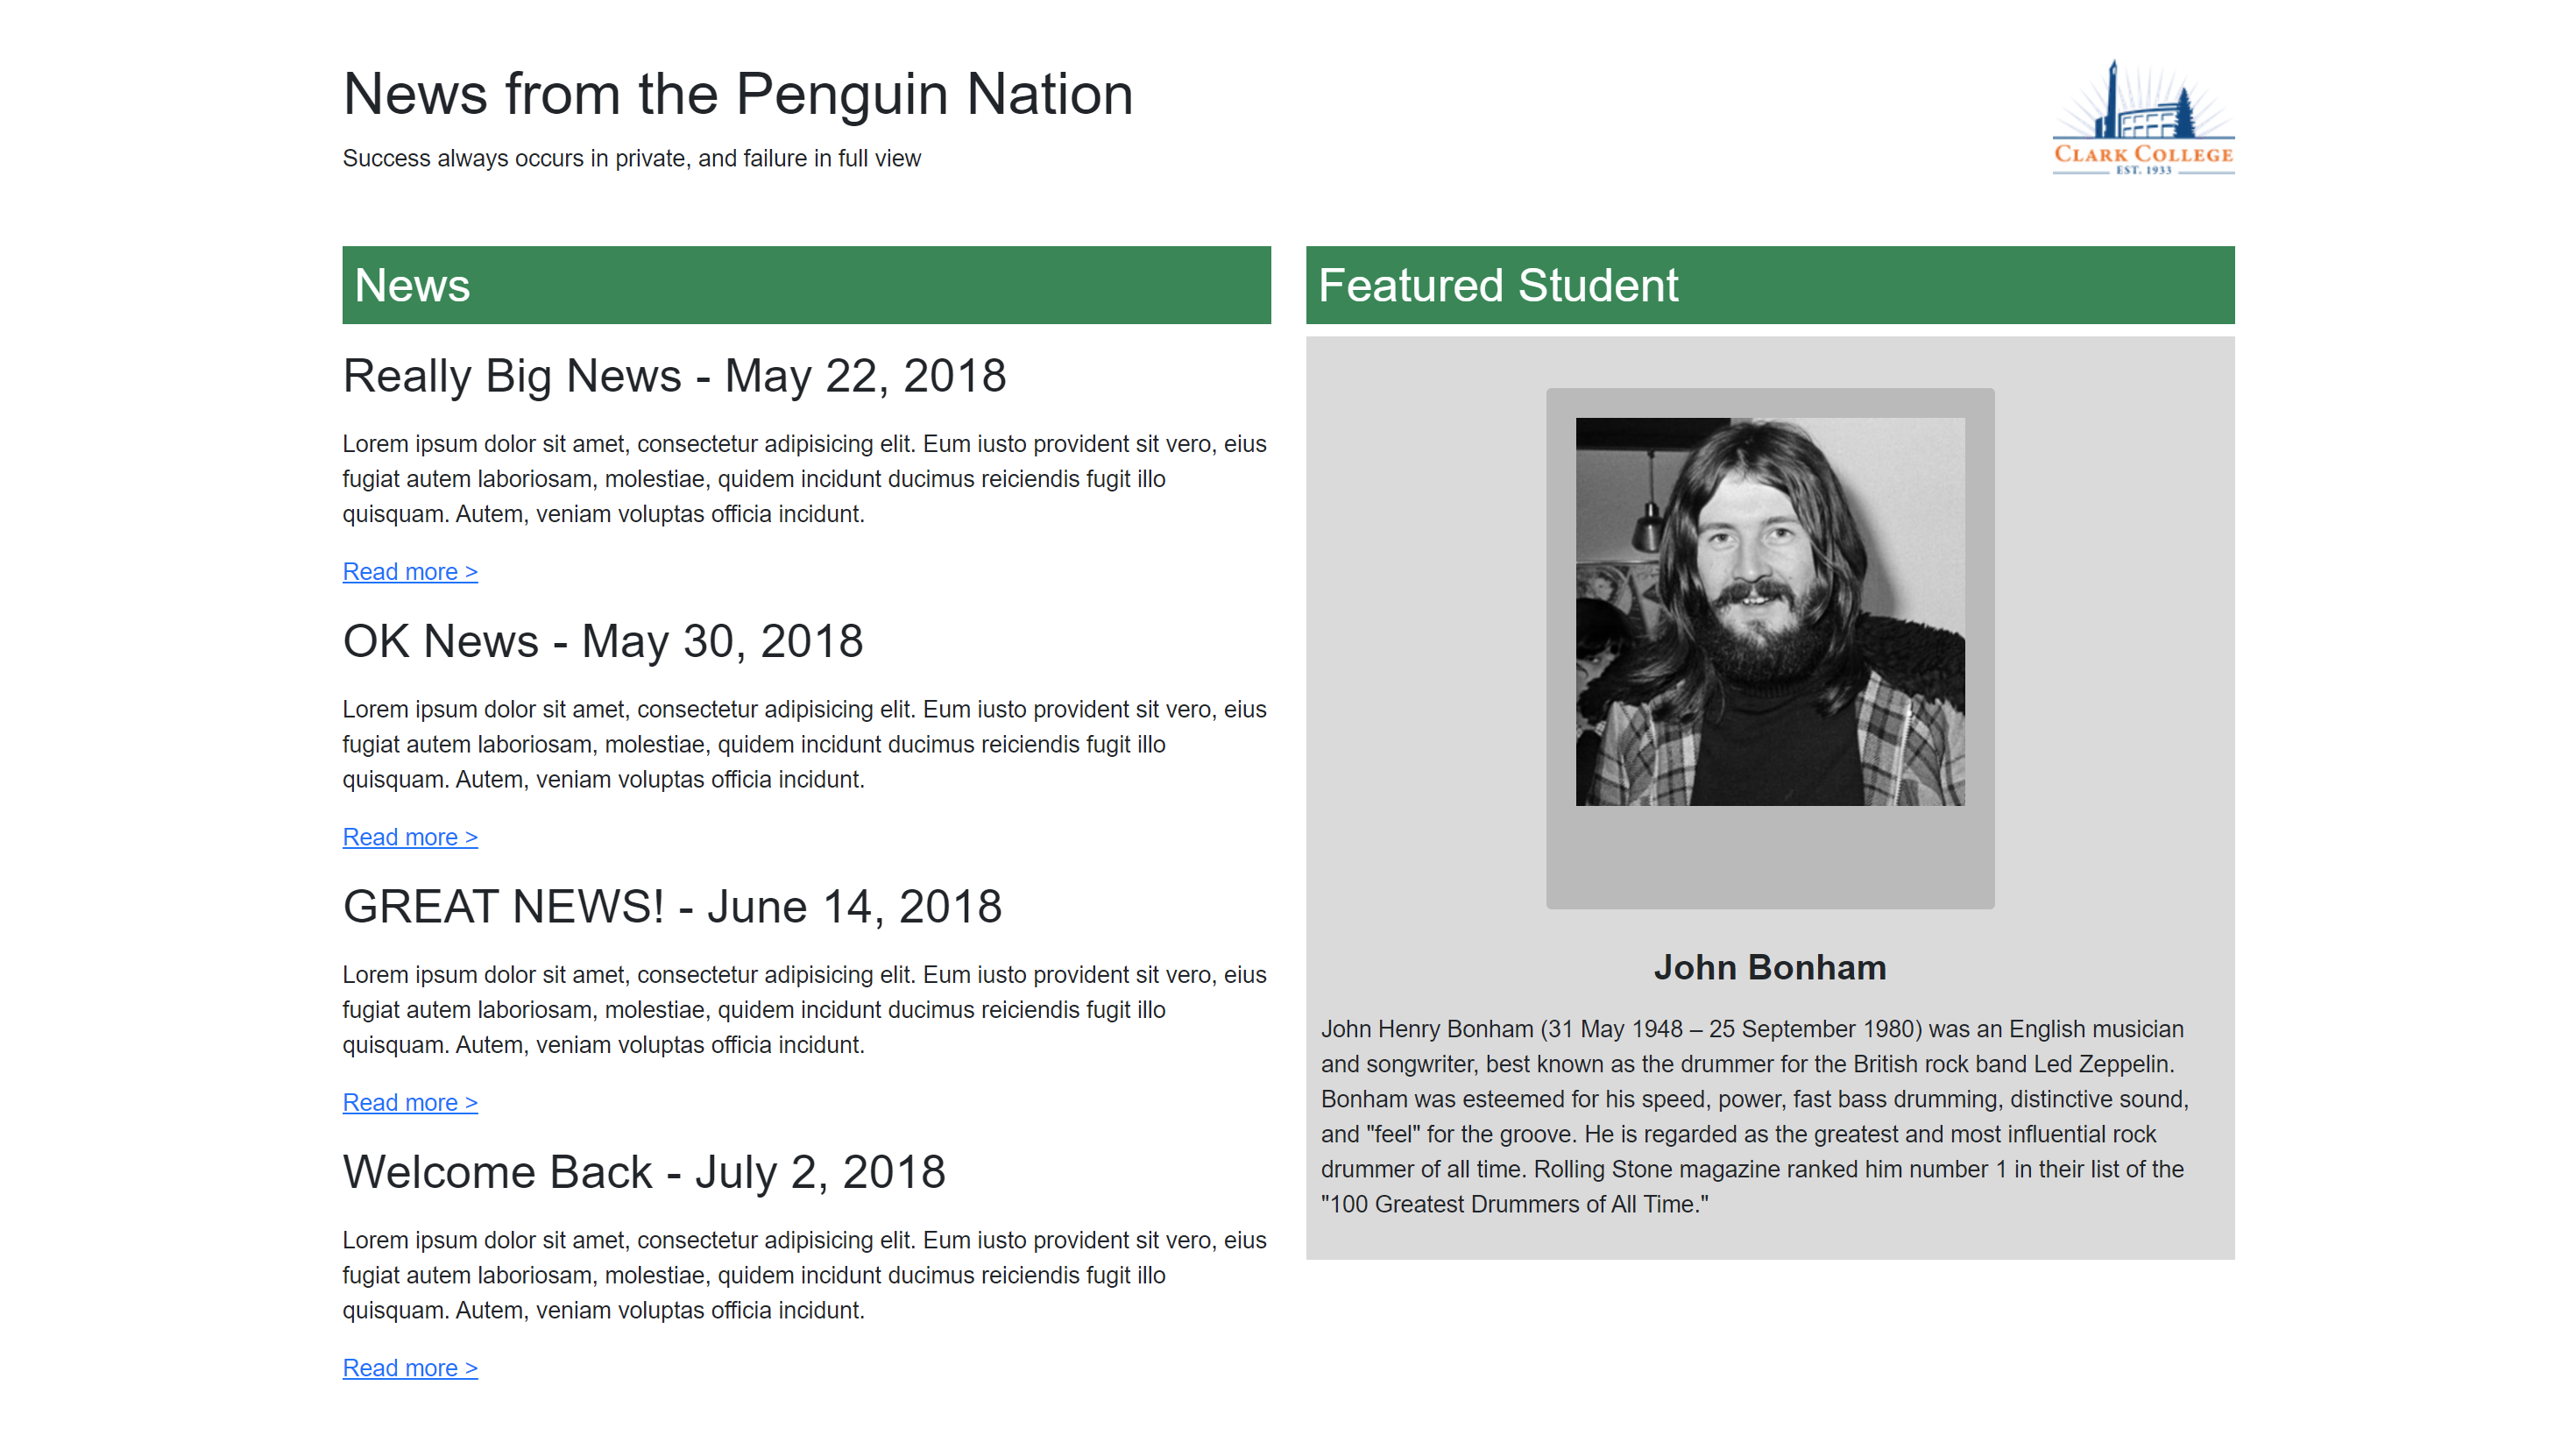 News from the Penguin Nation
Success always occurs in private, and failure in full view
CLARK COLLEGE
EST. 1933
News
Really Big News - May 22, 2018
Lorem ipsum dolor sit amet, consectetur adipisicing elit. Eum iusto provident sit vero, eius
fugiat autem laboriosam, molestiae, quidem incidunt ducimus reiciendis fugit illo
quisquam. Autem, veniam voluptas officia incidunt.
Read more >
OK News - May 30, 2018
Lorem ipsum dolor sit amet, consectetur adipisicing elit. Eum iusto provident sit vero, eius
fugiat autem laboriosam, molestiae, quidem incidunt ducimus reiciendis fugit illo
quisquam. Autem, veniam voluptas officia incidunt.
Read more >
GREAT NEWS! - June 14, 2018
Lorem ipsum dolor sit amet, consectetur adipisicing elit. Eum iusto provident sit vero, eius
fugiat autem laboriosam, molestiae, quidem incidunt ducimus reiciendis fugit illo
quisquam. Autem, veniam voluptas officia incidunt.
Read more >
Welcome Back - July 2, 2018
Lorem ipsum dolor sit amet, consectetur adipisicing elit. Eum iusto provident sit vero, eius
fugiat autem laboriosam, molestiae, quidem incidunt ducimus reiciendis fugit illo
quisquam. Autem, veniam voluptas officia incidunt.
Read more >
Featured Student
John Bonham
John Henry Bonham (31 May 1948 – 25 September 1980) was an English musician
and songwriter, best known as the drummer for the British rock band Led Zeppelin.
Bonham was esteemed for his speed, power, fast bass drumming, distinctive sound,
and "feel" for the groove. He is regarded as the greatest and most influential rock
drummer of all time. Rolling Stone magazine ranked him number 1 in their list of the
"100 Greatest Drummers of All Time."